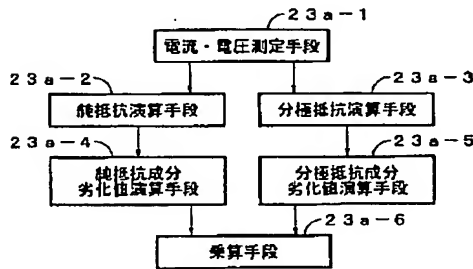 23a-1
電流・電圧測定手段
23a-2
23a-3
純抵抗演算手段
分極抵抗演算手段
23a-4
23a-5
純抵抗成分
劣化値演算手段
分極抵抗成分
劣化値演算手段
23a-6
乗算手段